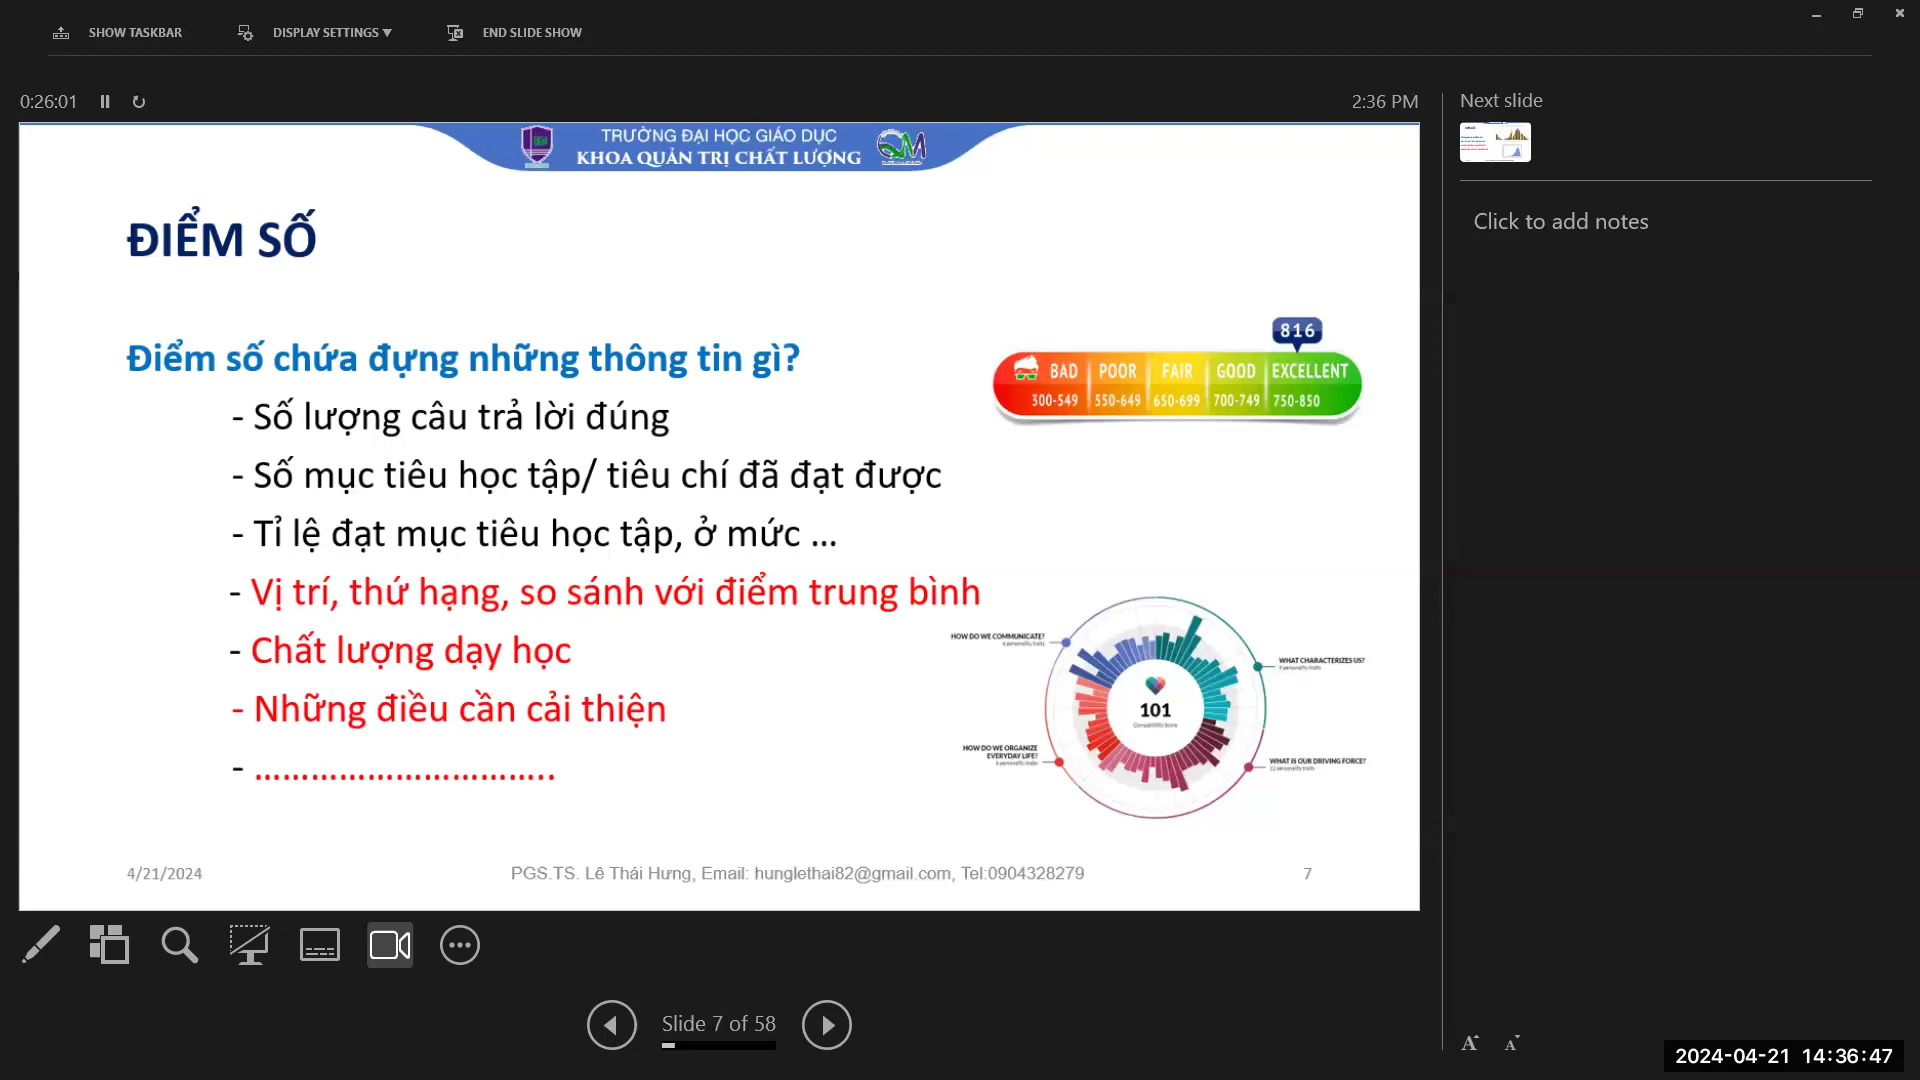 SHOW TASKBAR
DISPLAY SETTINGS ▼
END SLIDE SHOW
0:26:01
2:36 PM
Next slide
TRƯỜNG ĐẠI HỌC GIÁO DỤC
KHOA QUẢN TRỊ CHẤT LƯỢNG
QM
Click to add notes
ĐIỂM SỐ
Điểm số chứa đựng những thông tin gì?
- Số lượng câu trả lời đúng
- Số mục tiêu học tập/ tiêu chí đã đạt được
- Tỉ lệ đạt mục tiêu học tập, ở mức ...
- Vị trí, thứ hạng, so sánh với điểm trung bình
- Chất lượng dạy học
- Những điều cần cải thiện
- ……………………………..
816
BAD POOR FAIR GOOD EXCELLENT
300-549 550-649 650-699 700-749 750-850
HOW DO WE COMMUNICATE?
6 personality traits
WHAT CHARACTERIZES US?
101
Compatibility Score
HOW DO WE ORGANIZE
EVERYDAY LIFE?
WHAT IS OUR DRIVING FORCE?
4/21/2024
PGS.TS. Lê Thái Hưng, Email: hunglethai82@gmail.com, Tel:0904328279
7
Slide 7 of 58
A A
2024-04-21 14:36:47